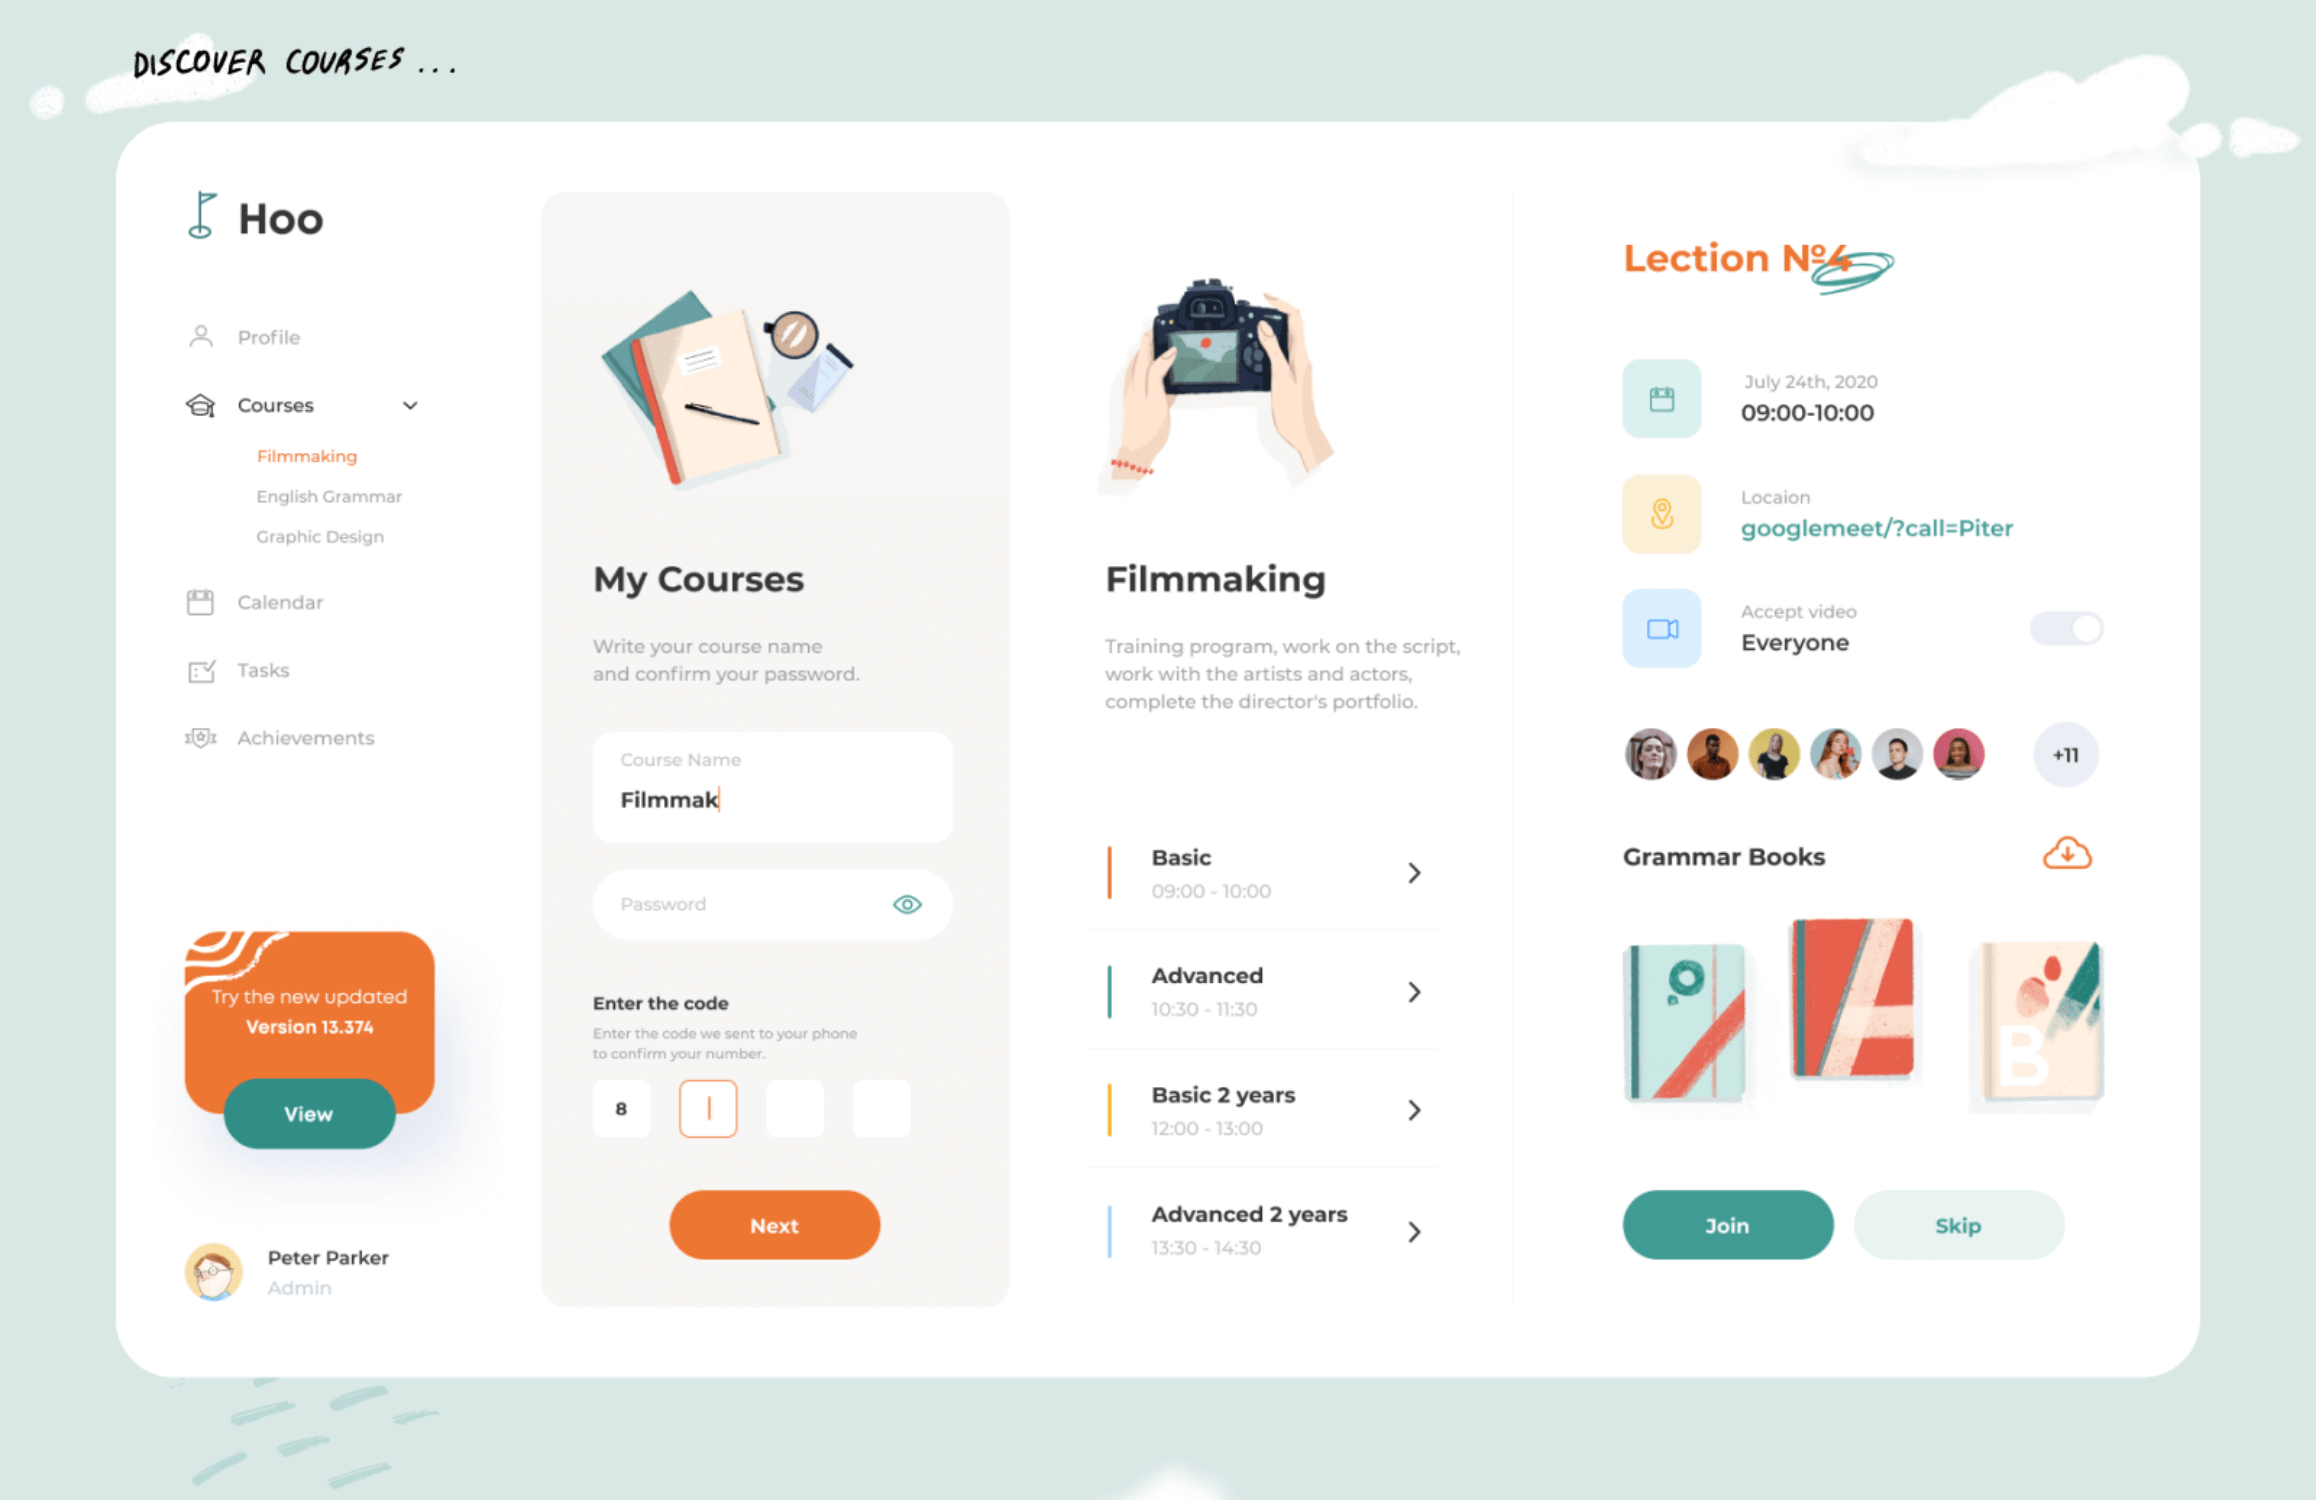 DISCOVER COURSES ...
Hoo
Profile
Courses
Filmmaking
English Grammar
Graphic Design
Calendar
Tasks
Achievements
Try the new updated
Version 13.374
View
Peter Parker
Admin
My Courses
Write your course name
and confirm your password.
Course Name
Filmmak
Password
Enter the code
Enter the code we sent to your phone
to confirm your number.
8
Next
Filmmaking
Training program, work on the script,
work with the artists and actors,
complete the director's portfolio.
Basic
09:00 - 10:00
Advanced
10:30 - 11:30
Basic 2 years
12:00 - 13:00
Advanced 2 years
13:30 - 14:30
Lection №4
July 24th, 2020
09:00-10:00
Locaion
googlemeet/?call=Piter
Accept video
Everyone
+11
Grammar Books
A
B
Join
Skip